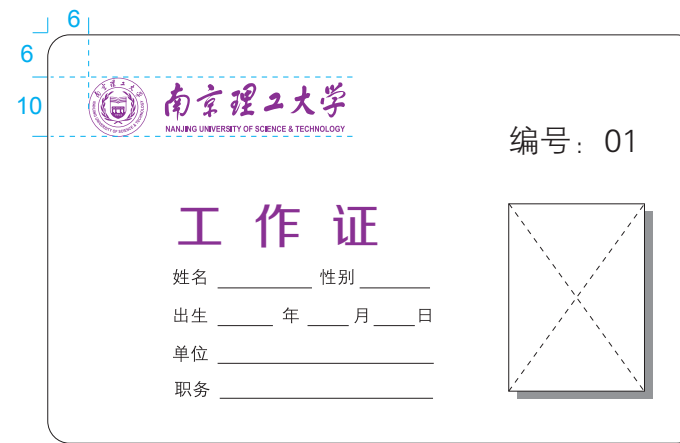 6
6
10
南京理工大学
NANJING UNIVERSITY OF SCIENCE & TECHNOLOGY
编号：01
工作证
姓名 性别
出生 年 月 日
单位
职务